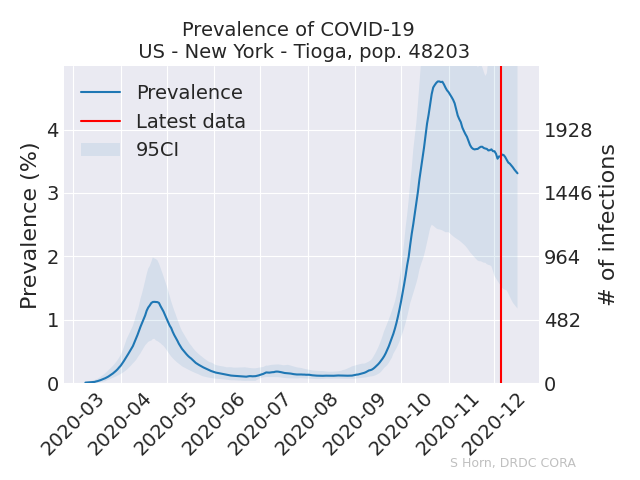 Prevalence of COVID-19
US - New York - Tioga, pop. 48203
Prevalence
Latest data
95CI
Prevalence (%)
4
3
2
1
0
1928
1446
964
482
0
# of infections
2020-03
2020-04
2020-05
2020-06
2020-07
2020-08
2020-09
2020-10
2020-11
2020-12
S Horn, DRDC CORA